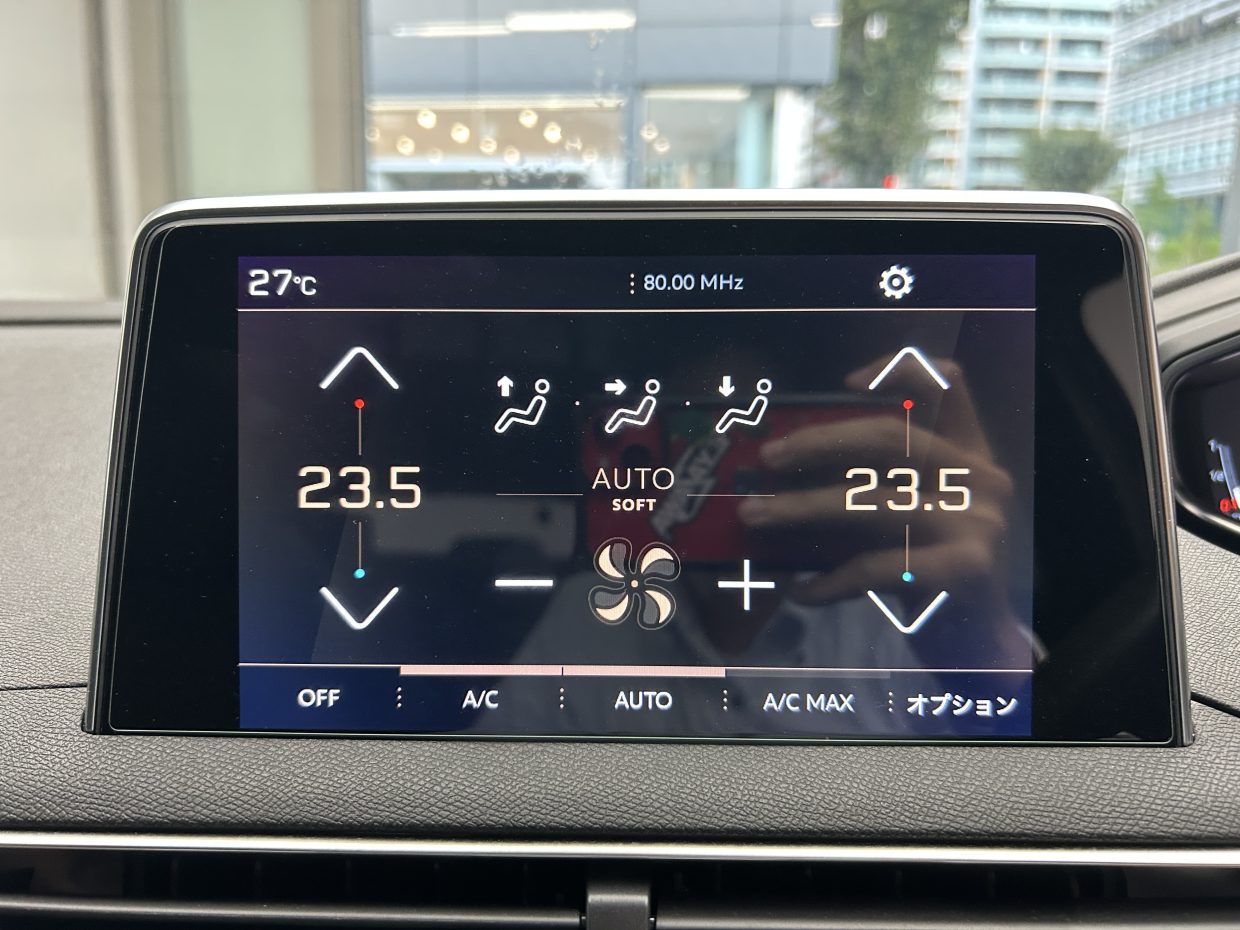 27°C
80.00 MHz
23.5
AUTO
SOFT
23.5
OFF
A/C
AUTO
A/C MAX
オプション